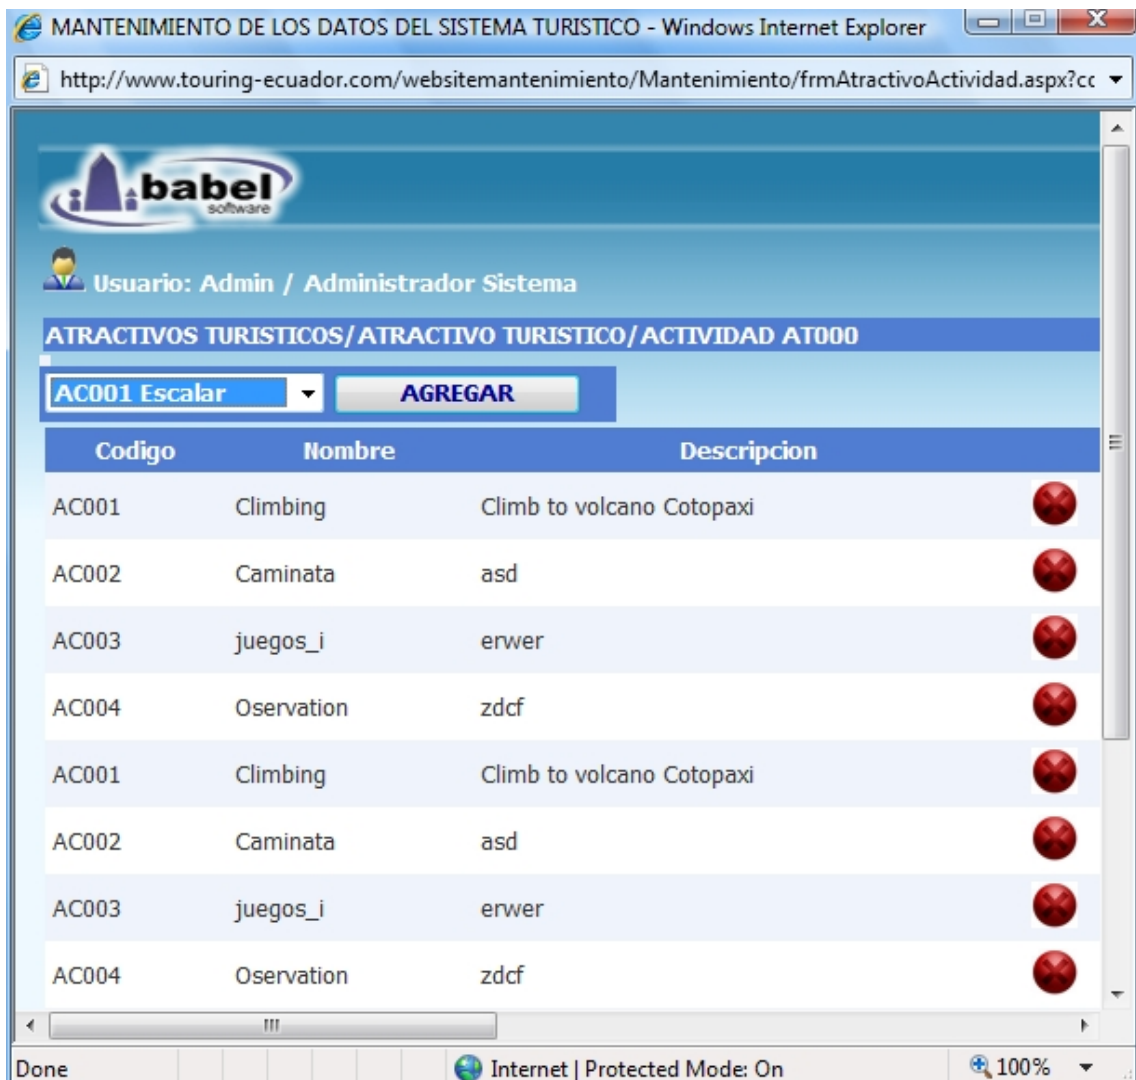 MANTENIMIENTO DE LOS DATOS DEL SISTEMA TURISTICO - Windows Internet Explorer
http://www.touring-ecuador.com/websitemantenimiento/Mantenimiento/frmAtractivoActividad.aspx?cc
babel
software
Usuario: Admin / Administrador Sistema
ATRACTIVOS TURISTICOS/ATRACTIVO TURISTICO/ACTIVIDAD AT000
AC001 Escalar AGREGAR
Codigo Nombre Descripcion
AC001 Climbing Climb to volcano Cotopaxi
AC002 Caminata asd
AC003 juegos_i erwer
AC004 Oservation zdcf
AC001 Climbing Climb to volcano Cotopaxi
AC002 Caminata asd
AC003 juegos_i erwer
AC004 Oservation zdcf
Done Internet | Protected Mode: On 100%